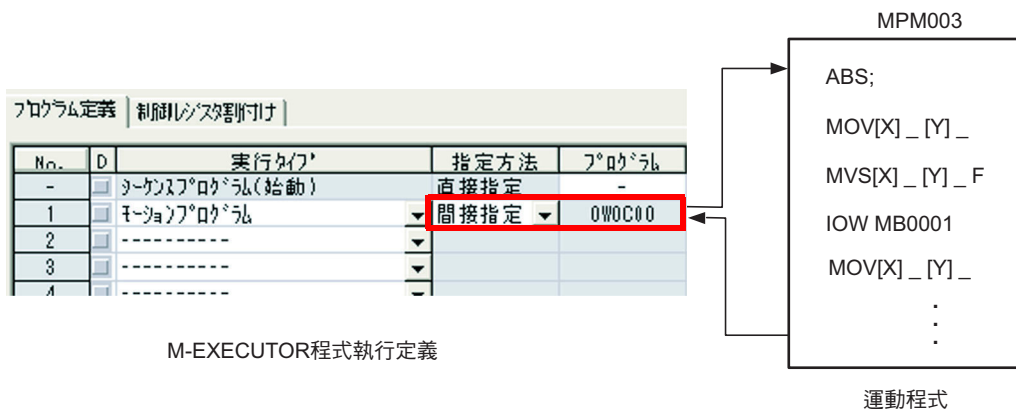 MPM003
ABS;
MOV[X] _ [Y] _
MVS[X] _ [Y] _ F
IOW MB0001
MOV[X] _ [Y] _
.
.
.
運動程式
プログラム定義 制御レジスタ割付け
No. D 実行タイプ 指定方法 プログラム
- シーケンスプログラム(始動) 直接指定 -
1 モーションプログラム 間接指定 OW0C00
2 ----------
3 ----------
4 ----------
M-EXECUTOR程式執行定義